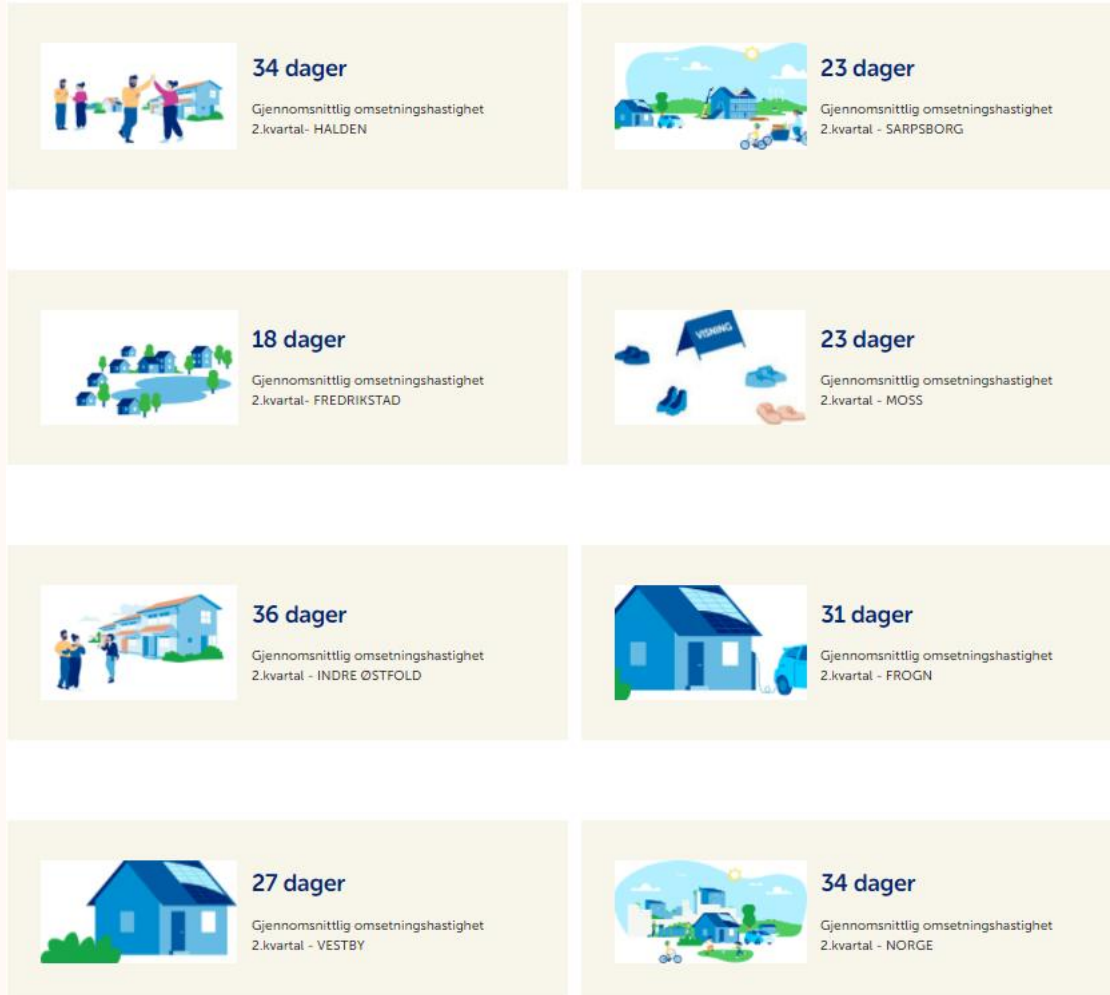 34 dager
Gjennomsnittlig omsetningshastighet
2.kvartal- HALDEN
23 dager
Gjennomsnittlig omsetningshastighet
2.kvartal - SARPSBORG
18 dager
Gjennomsnittlig omsetningshastighet
2.kvartal- FREDRIKSTAD
VISNING
23 dager
Gjennomsnittlig omsetningshastighet
2.kvartal - MOSS
36 dager
Gjennomsnittlig omsetningshastighet
2.kvartal - INDRE ØSTFOLD
31 dager
Gjennomsnittlig omsetningshastighet
2.kvartal - FROGN
27 dager
Gjennomsnittlig omsetningshastighet
2.kvartal - VESTBY
34 dager
Gjennomsnittlig omsetningshastighet
2.kvartal - NORGE